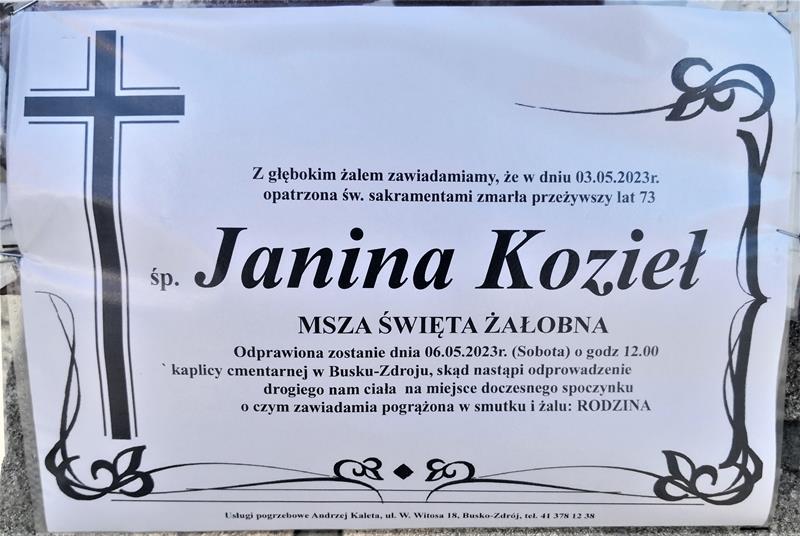 Z głębokim żalem zawiadamiamy, że w dniu 03.05.2023r.
opatrzona św. sakramentami zmarła przeżywszy lat 73
śp. Janina Kozieł
MSZA ŚWIĘTA ŻAŁOBNA
Odprawiona zostanie dnia 06.05.2023r. (Sobota) o godz 12.00
` kaplicy cmentarnej w Busku-Zdroju, skąd nastąpi odprowadzenie
drogiego nam ciała na miejsce doczesnego spoczynku
o czym zawiadamia pogrążona w smutku i żalu: RODZINA
Usługi pogrzebowe Andrzej Kaleta, ul. W. Witosa 18, Busko-Zdrój, tel. 41 378 12 38